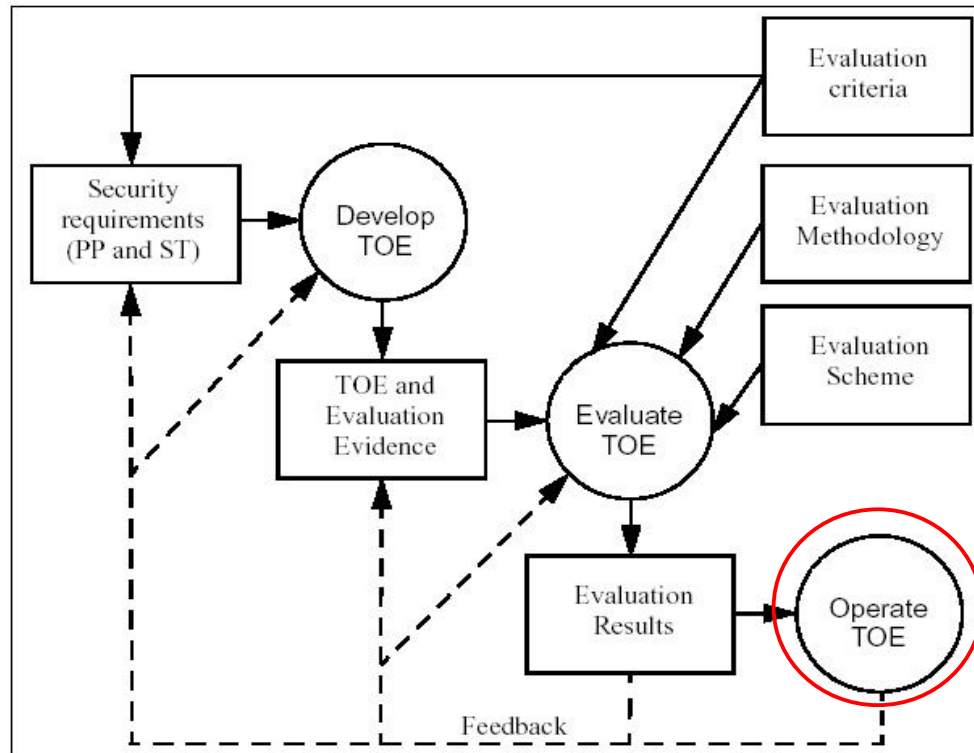 Evaluation
criteria
Security
requirements
(PP and ST)
Develop
TOE
Evaluation
Methodology
Evaluation
Scheme
TOE and
Evaluation
Evidence
Evaluate
TOE
Evaluation
Results
Operate
TOE
Feedback